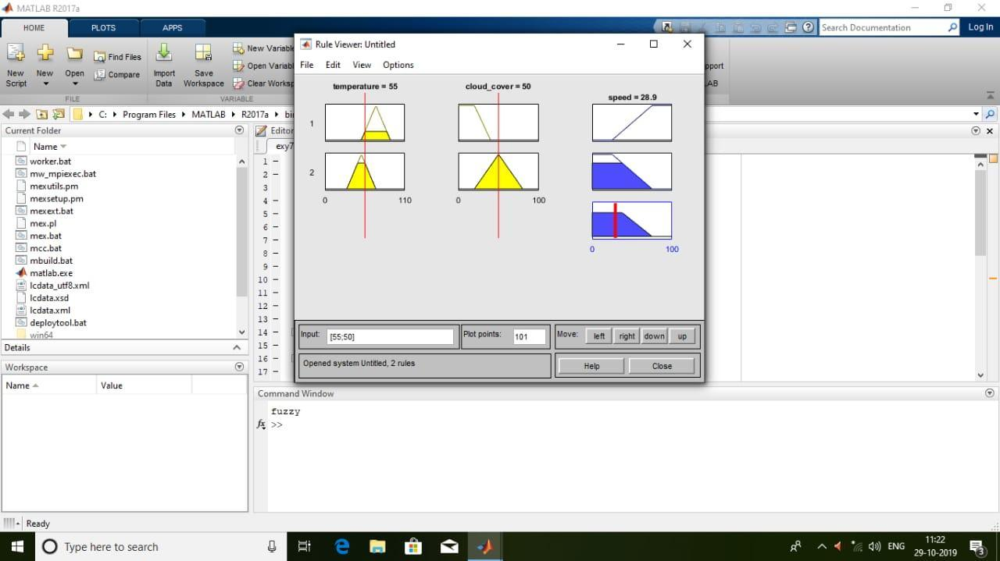 MATLAB R2017a
HOME PLOTS APPS
Search Documentation Log In
New Script New Open Find Files Compare Import Data Save Workspace New Variable Open Variabl Clear Worksp
FILE VARIABLE
C: Program Files MATLAB R2017a
Current Folder
Name
worker.bat
mw_mpiexec.bat
mexutils.pm
mexsetup.pm
mexext.bat
mex.pl
mex.bat
mcc.bat
mbuild.bat
matlab.exe
lcdata_utf8.xml
lcdata.xsd
lcdata.xml
deploytool.bat
win64
Details
Workspace
Name Value
Editor
exy7
1
2
3
4
5
6
7
8
9
10
11
12
13
14
15
16
17
Rule Viewer: Untitled
File Edit View Options
temperature = 55 cloud_cover = 50 speed = 28.9
1
2
0 110 0 100
0 100
Input: [55;50] Plot points: 101 Move: left right down up
Opened system Untitled, 2 rules Help Close
Command Window
fuzzy
fx >>
Ready
Type here to search
ENG
11:22
29-10-2019
3